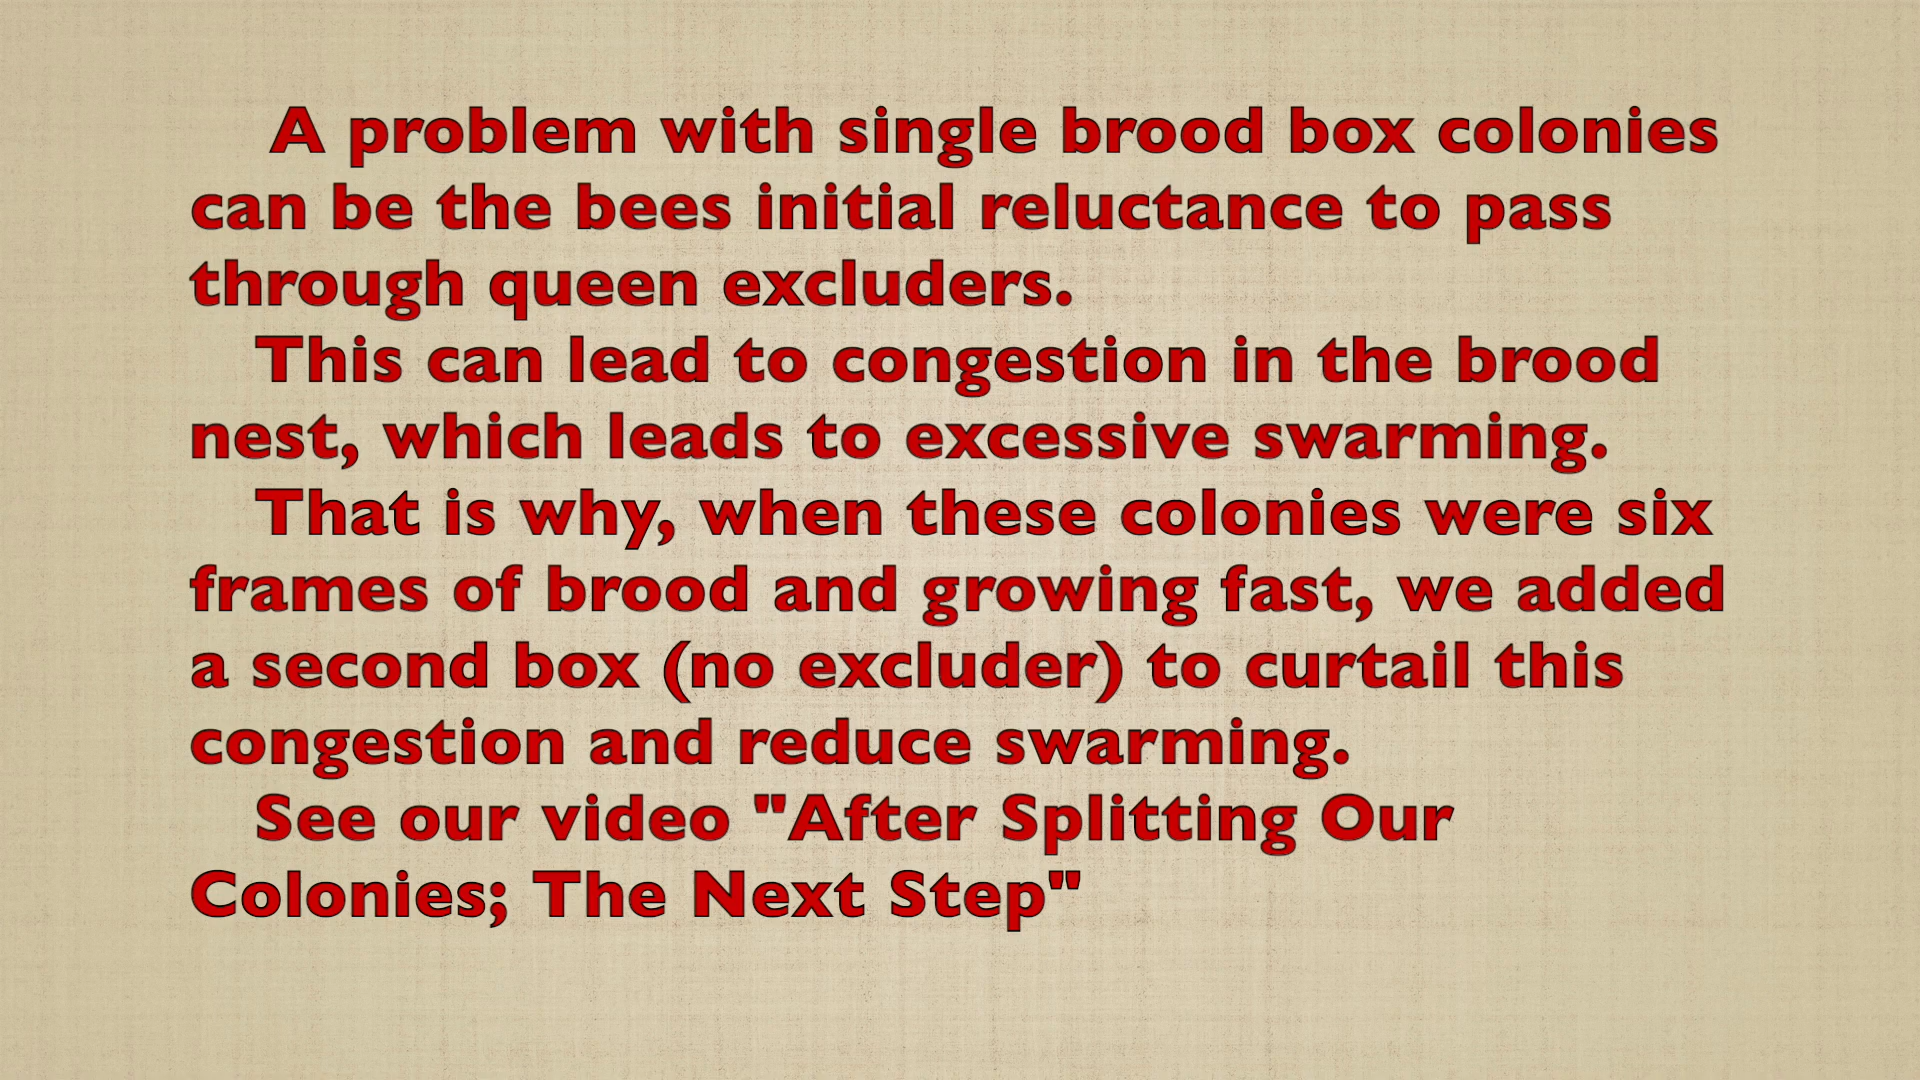 A problem with single brood box colonies
can be the bees initial reluctance to pass
through queen excluders.
This can lead to congestion in the brood
nest, which leads to excessive swarming.
That is why, when these colonies were six
frames of brood and growing fast, we added
a second box (no excluder) to curtail this
congestion and reduce swarming.
See our video "After Splitting Our
Colonies; The Next Step"